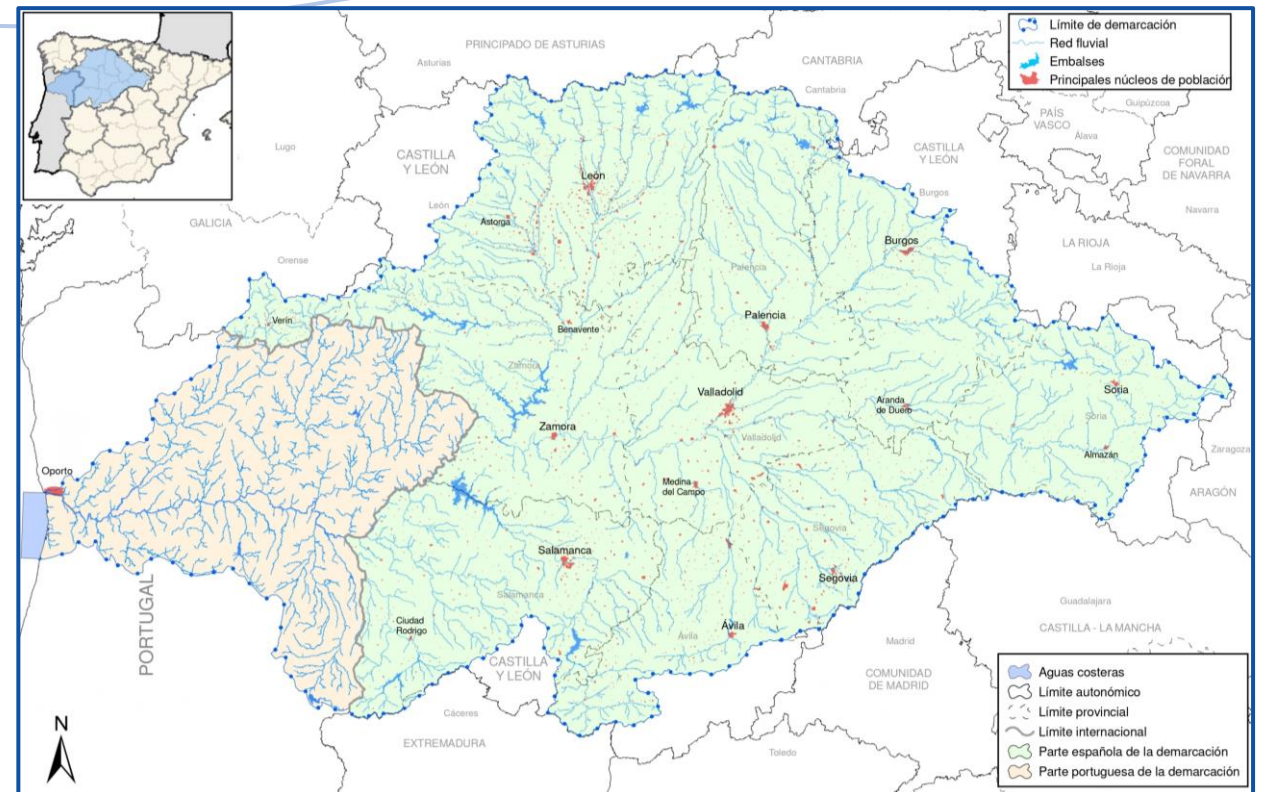 PRINCIPADO DE ASTURIAS
Asturias
CANTABRIA
Cantabria
Límite de demarcación
Red fluvial
Embalses
Principales núcleos de población
Guipúzcoa
PAÍS
VASCO
Álava
COMUNIDAD
FORAL
DE NAVARRA
Navarra
Lugo
CASTILLA
Y LEÓN
León
CASTILLA
Y LEÓN
Burgos
GALICIA
Orense
LA RIOJA
La Rioja
León
Astorga
Burgos
Palencia
Palencia
Verín
Benavente
Zamora
Zamora
Valladolid
Valladolid
Aranda
de Duero
Soria
Soria
Almazán
Zaragoza
ARAGÓN
Oporto
Medina
del Campo
Segovia
Segovia
Salamanca
Salamanca
Ciudad
Rodrigo
Ávila
Ávila
PORTUGAL
CASTILLA
Y LEÓN
Cáceres
EXTREMADURA
Toledo
Madrid
COMUNIDAD
DE MADRID
Guadalajara
CASTILLA - LA MANCHA
N
Aguas costeras
Límite autonómico
Límite provincial
Límite internacional
Parte española de la demarcación
Parte portuguesa de la demarcación